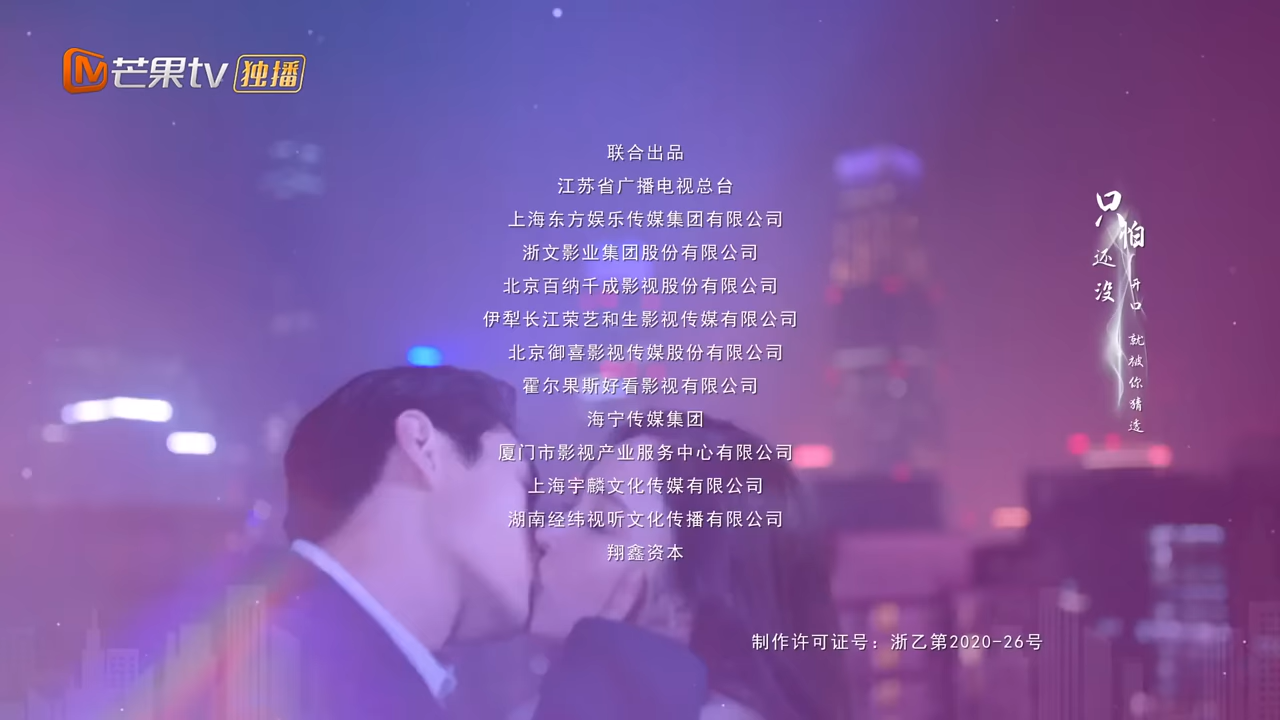 芒果tv 独播
联合出品
江苏省广播电视总台
上海东方娱乐传媒集团有限公司
浙文影业集团股份有限公司
北京百纳千成影视股份有限公司
伊犁长江荣艺和生影视传媒有限公司
北京御喜影视传媒股份有限公司
霍尔果斯好看影视有限公司
海宁传媒集团
厦门市影视产业服务中心有限公司
上海宇麟文化传媒有限公司
湖南经纬视听文化传播有限公司
翔鑫资本
只怕
还没
开口
就被你猜透
制作许可证号：浙乙第2020-26号